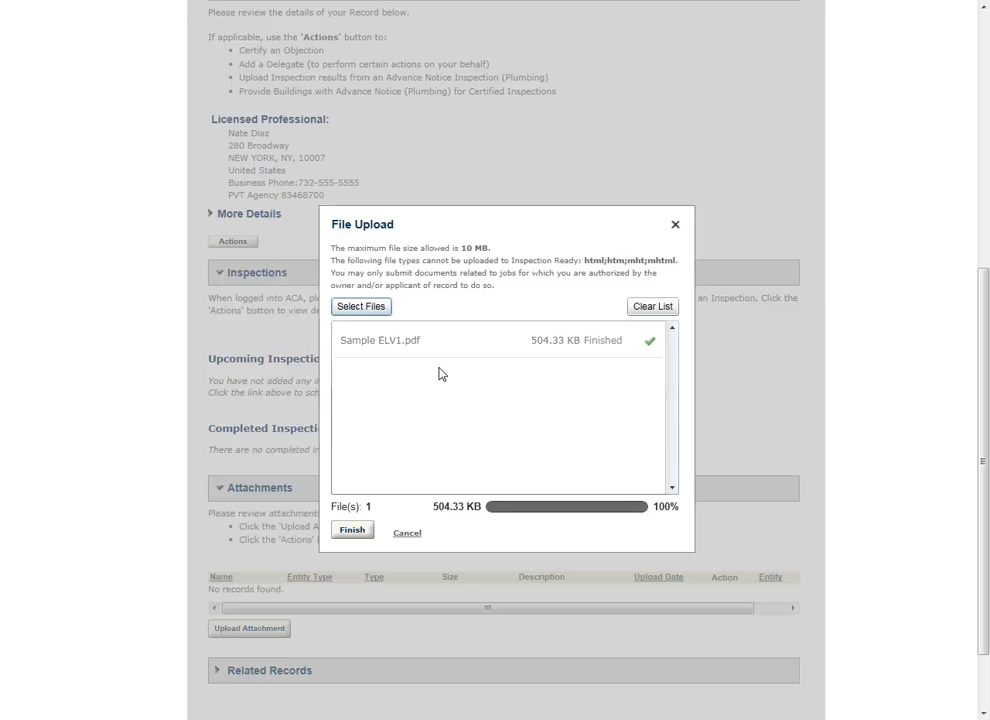 Please review the details of your Record below.
If applicable, use the 'Actions' button to:
Certify an Objection
Add a Delegate (to perform certain actions on your behalf)
Upload Inspection results from an Advance Notice Inspection (Plumbing)
Provide Buildings with Advance Notice (Plumbing) for Certified Inspections
Licensed Professional:
Nate Diaz
280 Broadway
NEW YORK, NY, 10007
United States
Business Phone:732-555-5555
PVT Agency 83468700
More Details
Actions
Inspections
When logged into ACA, pl
an Inspection. Click the
'Actions' button to view de
Upcoming Inspectio
You have not added any i
Click the link above to sch
Completed Inspecti
There are no completed i
Attachments
Please review attachment
Click the 'Upload A
Click the 'Actions'
File Upload
The maximum file size allowed is 10 MB.
The following file types cannot be uploaded to Inspection Ready: html;htm;mht;mhtml.
You may only submit documents related to jobs for which you are authorized by the
owner and/or applicant of record to do so.
Select Files
Clear List
Sample ELV1.pdf 504.33 KB Finished
File(s): 1 504.33 KB 100%
Finish
Cancel
Name Entity Type Type Size Description Upload Date Action Entity
No records found.
Upload Attachment
Related Records